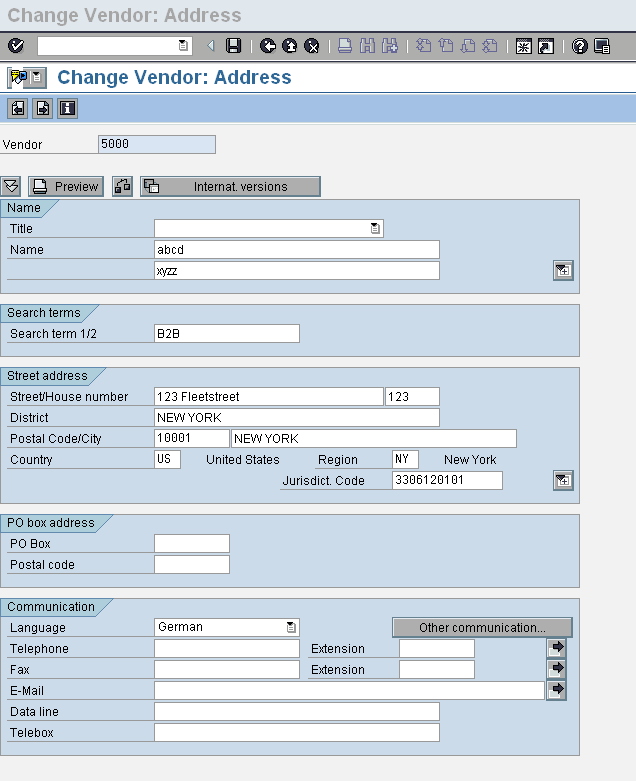 Change Vendor: Address
Change Vendor: Address
Vendor 5000
Preview Internat. versions
Name
Title
Name abcd
xyzz
Search terms
Search term 1/2 B2B
Street address
Street/House number 123 Fleetstreet 123
District NEW YORK
Postal Code/City 10001 NEW YORK
Country US United States Region NY New York
Jurisdict. Code 3306120101
PO box address
PO Box
Postal code
Communication
Language German Other communication...
Telephone Extension
Fax Extension
E-Mail
Data line
Telebox